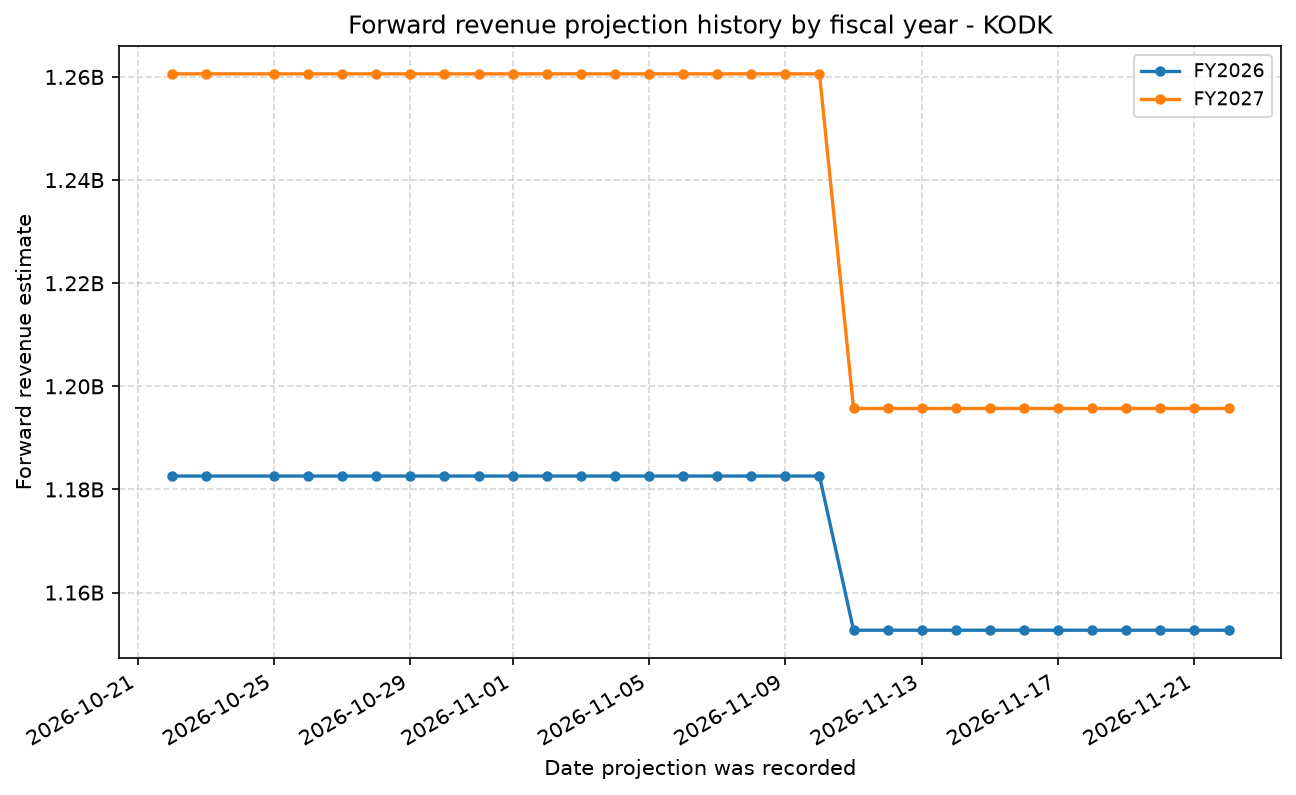 Forward revenue projection history by fiscal year - KODK
FY2026
FY2027
Forward revenue estimate
1.26B
1.24B
1.22B
1.20B
1.18B
1.16B
2026-10-21
2026-10-25
2026-10-29
2026-11-01
2026-11-05
2026-11-09
2026-11-13
2026-11-17
2026-11-21
Date projection was recorded